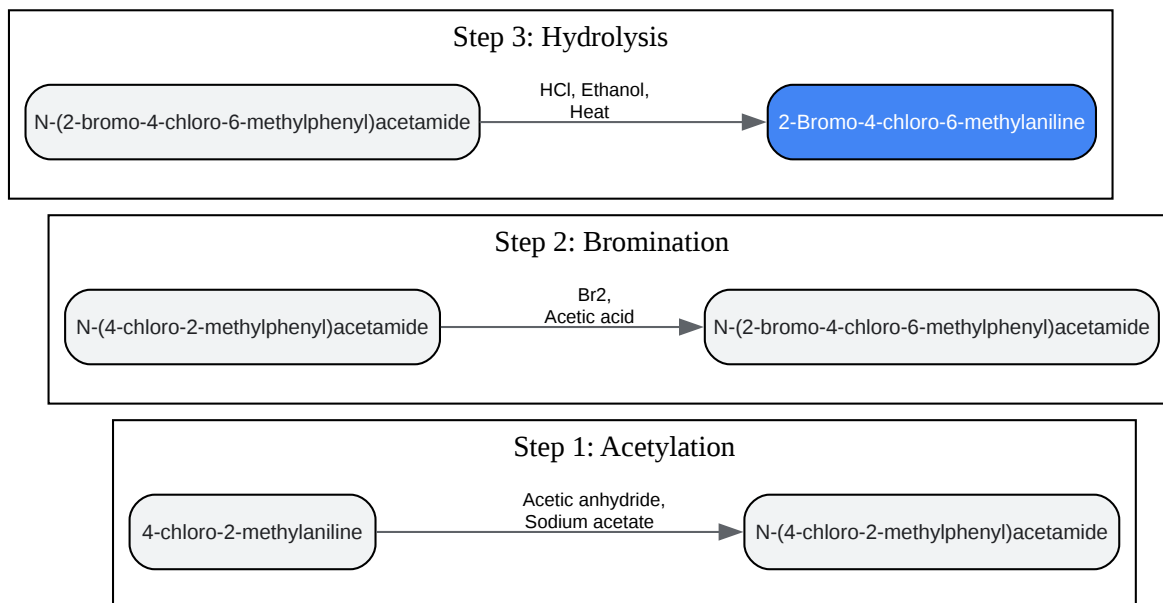 Step 3: Hydrolysis
N-(2-bromo-4-chloro-6-methylphenyl)acetamide
HCl, Ethanol,
Heat
2-Bromo-4-chloro-6-methylaniline
Step 2: Bromination
N-(4-chloro-2-methylphenyl)acetamide
Br2,
Acetic acid
N-(2-bromo-4-chloro-6-methylphenyl)acetamide
Step 1: Acetylation
4-chloro-2-methylaniline
Acetic anhydride,
Sodium acetate
N-(4-chloro-2-methylphenyl)acetamide